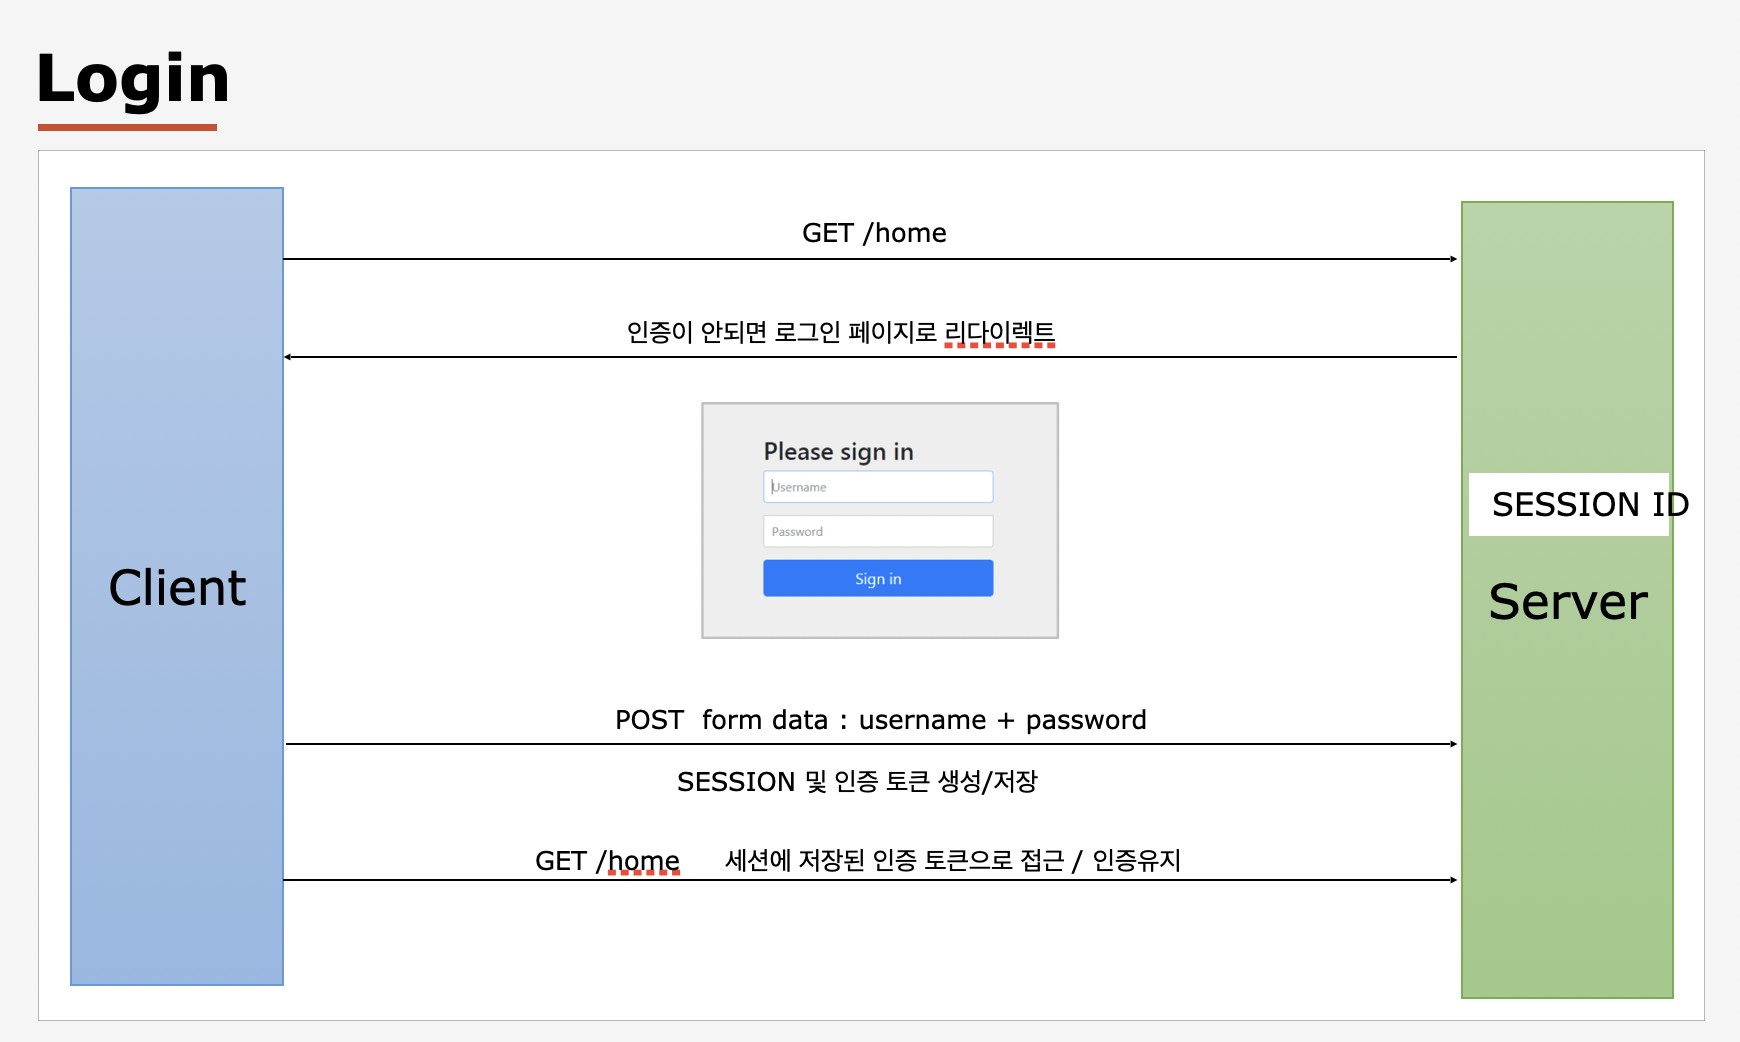 Login
GET /home
인증이 안되면 로그인 페이지로 리다이렉트
Please sign in
Username
Password
Sign in
SESSION ID
Client
Server
POST  form data : username + password
SESSION 및 인증 토큰 생성/저장
GET /home 세션에 저장된 인증 토큰으로 접근 / 인증유지